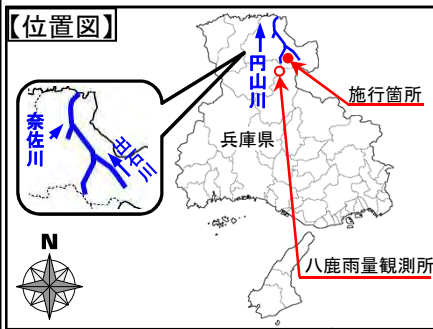 【位置図】
円山川
施行箇所
奈佐川
出石川
兵庫県
八鹿雨量観測所
N